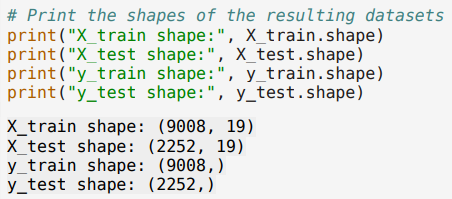 # Print the shapes of the resulting datasets
print("X_train shape:", X_train.shape)
print("X_test shape:", X_test.shape)
print("y_train shape:", y_train.shape)
print("y_test shape:", y_test.shape)
X_train shape: (9008, 19)
X_test shape: (2252, 19)
y_train shape: (9008,)
y_test shape: (2252,)